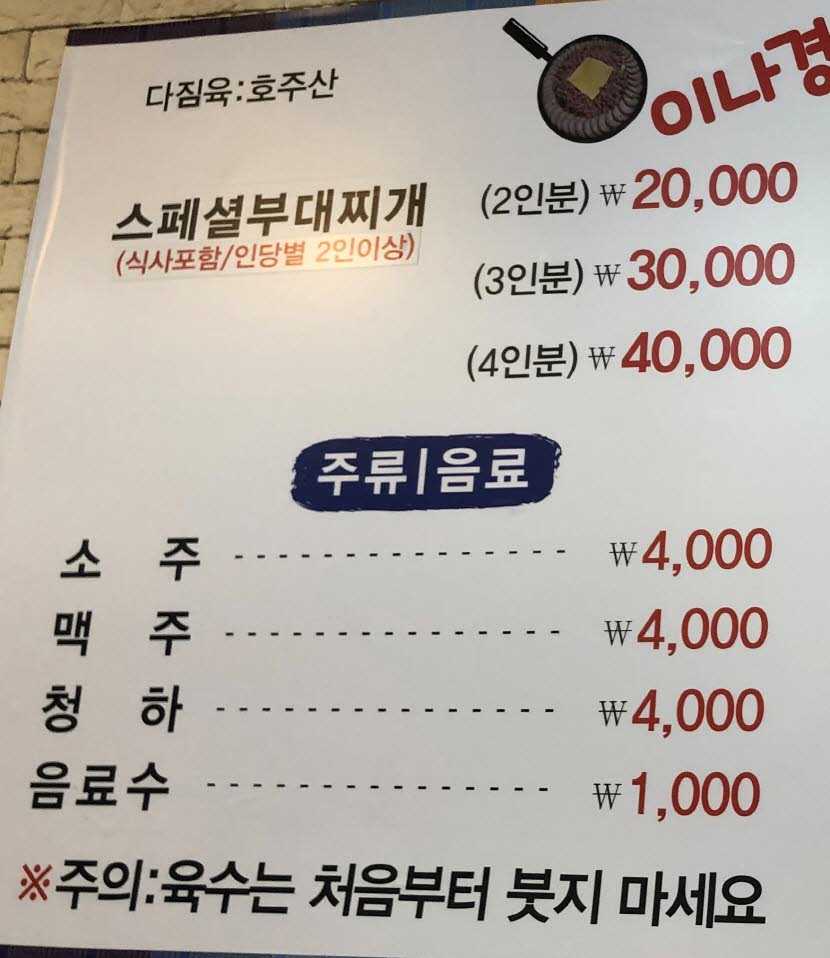 다짐육:호주산
이나경
스페셜부대찌개
(식사포함/인당별 2인이상)
(2인분) ₩20,000
(3인분) ₩30,000
(4인분) ₩40,000
주류|음료
소 주 --------------- ₩4,000
맥 주 --------------- ₩4,000
청 하 --------------- ₩4,000
음료수 --------------- ₩1,000
※주의:육수는 처음부터 붓지 마세요